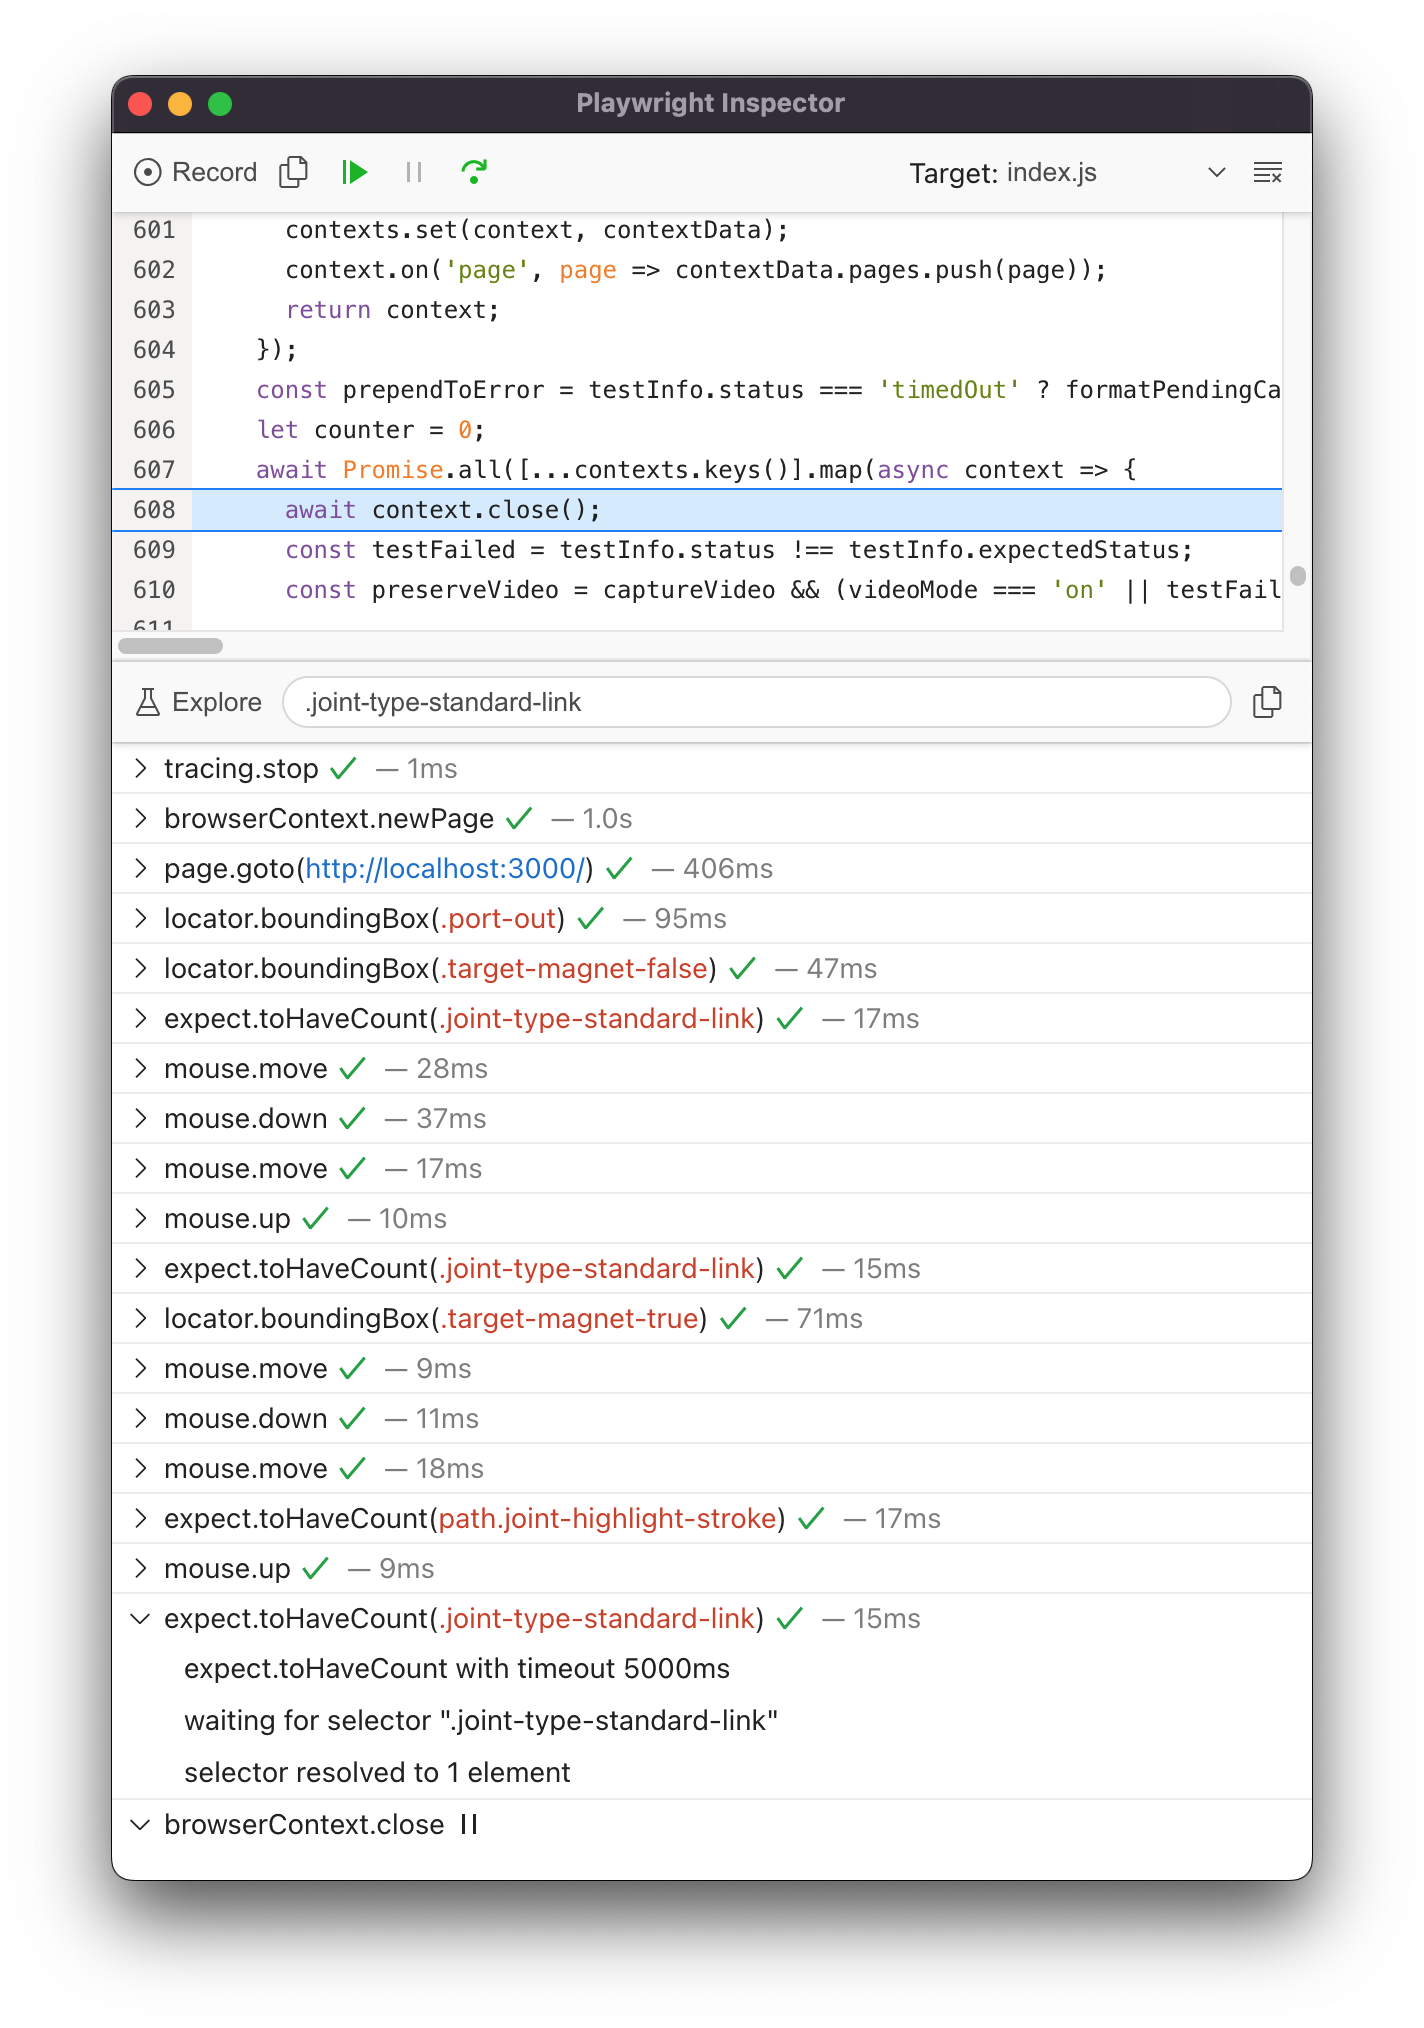 Playwright Inspector
Record
Target: index.js
601 contexts.set(context, contextData);
602 context.on('page', page => contextData.pages.push(page));
603 return context;
604 });
605 const prependToError = testInfo.status === 'timedOut' ? formatPendingCa
606 let counter = 0;
607 await Promise.all([...contexts.keys()].map(async context => {
608 await context.close();
609 const testFailed = testInfo.status !== testInfo.expectedStatus;
610 const preserveVideo = captureVideo && (videoMode === 'on' || testFail
611
Explore .joint-type-standard-link
tracing.stop — 1ms
browserContext.newPage — 1.0s
page.goto(http://localhost:3000/) — 406ms
locator.boundingBox(.port-out) — 95ms
locator.boundingBox(.target-magnet-false) — 47ms
expect.toHaveCount(.joint-type-standard-link) — 17ms
mouse.move — 28ms
mouse.down — 37ms
mouse.move — 17ms
mouse.up — 10ms
expect.toHaveCount(.joint-type-standard-link) — 15ms
locator.boundingBox(.target-magnet-true) — 71ms
mouse.move — 9ms
mouse.down — 11ms
mouse.move — 18ms
expect.toHaveCount(path.joint-highlight-stroke) — 17ms
mouse.up — 9ms
expect.toHaveCount(.joint-type-standard-link) — 15ms
expect.toHaveCount with timeout 5000ms
waiting for selector ".joint-type-standard-link"
selector resolved to 1 element
browserContext.close